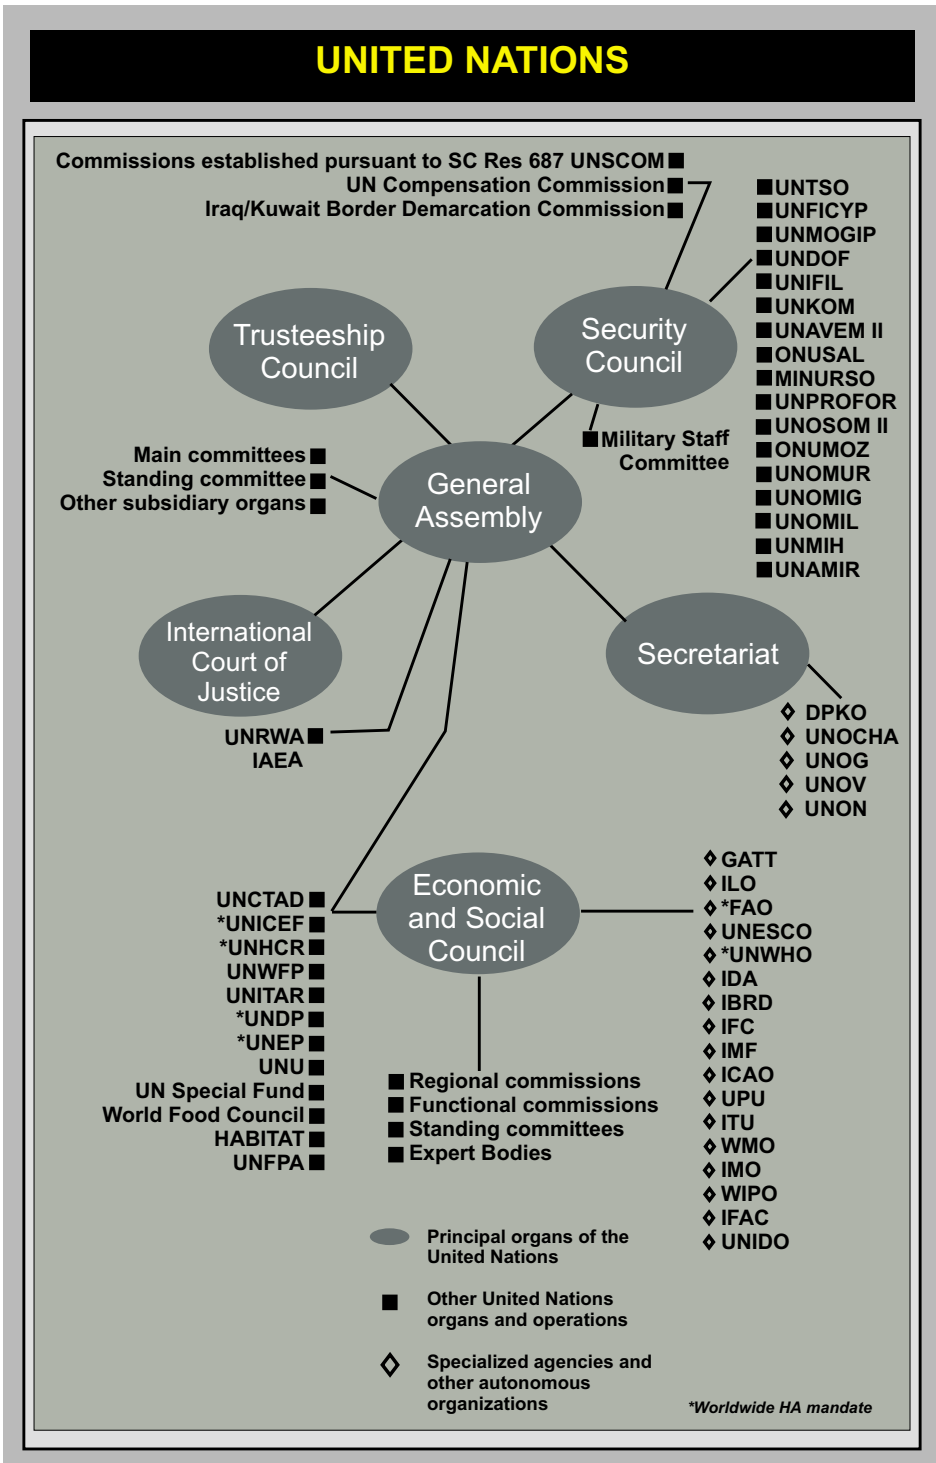 UNITED NATIONS
Commissions established pursuant to SC Res 687 UNSCOM
UN Compensation Commission
Iraq/Kuwait Border Demarcation Commission
UNTSO
UNFICYP
UNMOGIP
UNDOF
UNIFIL
UNKOM
UNAVEM II
ONUSAL
MINURSO
UNPROFOR
UNOSOM II
ONUMOZ
UNOMUR
UNOMIG
UNOMIL
UNMIH
UNAMIR
Trusteeship
Council
Security
Council
Military Staff
Committee
Main committees
Standing committee
Other subsidiary organs
General
Assembly
International
Court of
Justice
Secretariat
UNRWA
IAEA
DPKO
UNOCHA
UNOG
UNOV
UNON
Economic
and Social
Council
UNCTAD
*UNICEF
*UNHCR
UNWFP
UNITAR
*UNDP
*UNEP
UNU
UN Special Fund
World Food Council
HABITAT
UNFPA
Regional commissions
Functional commissions
Standing committees
Expert Bodies
GATT
ILO
*FAO
UNESCO
*UNWHO
IDA
IBRD
IFC
IMF
ICAO
UPU
ITU
WMO
IMO
WIPO
IFAC
UNIDO
Principal organs of the
United Nations
Other United Nations
organs and operations
Specialized agencies and
other autonomous
organizations
*Worldwide HA mandate